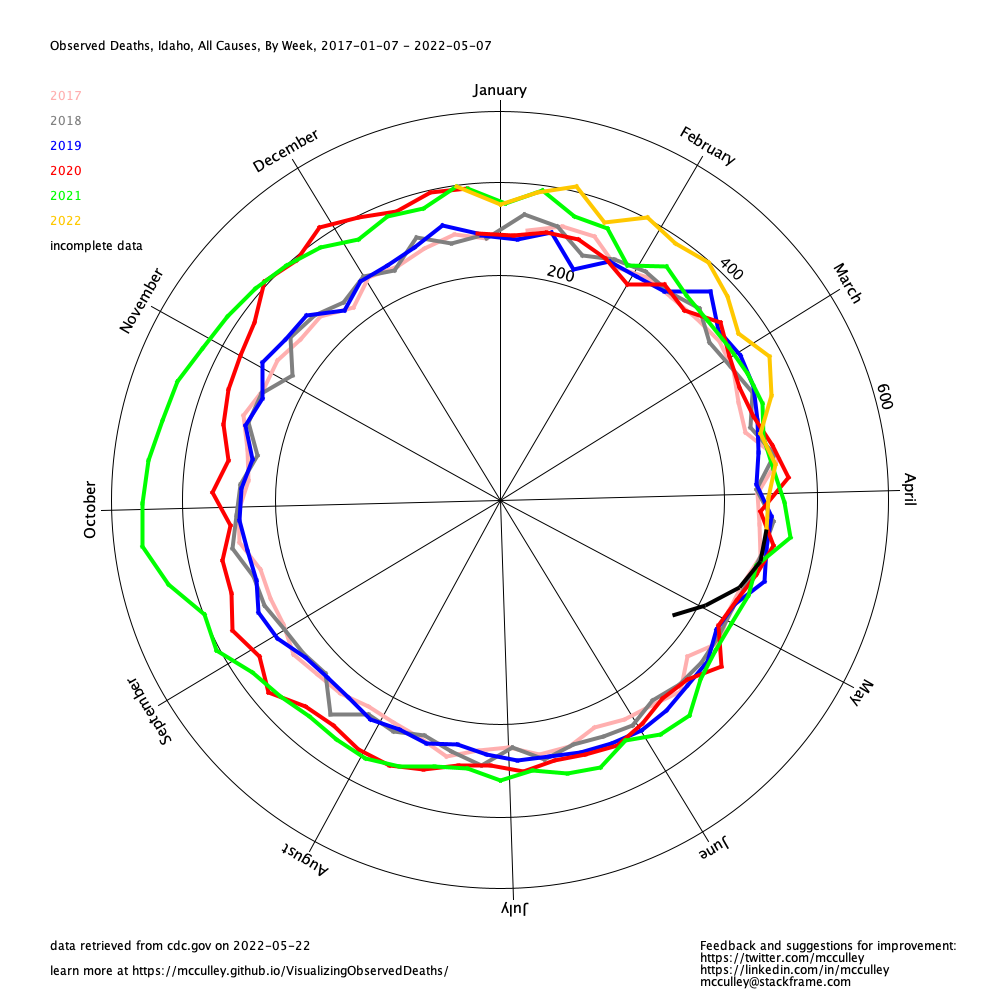 Observed Deaths, Idaho, All Causes, By Week, 2017-01-07 - 2022-05-07
2017
2018
2019
2020
2021
2022
incomplete data
January
February
March
April
May
June
July
August
September
October
November
December
200
400
600
data retrieved from cdc.gov on 2022-05-22
learn more at https://mcculley.github.io/VisualizingObservedDeaths/
Feedback and suggestions for improvement:
https://twitter.com/mcculley
https://linkedin.com/in/mcculley
mcculley@stackframe.com